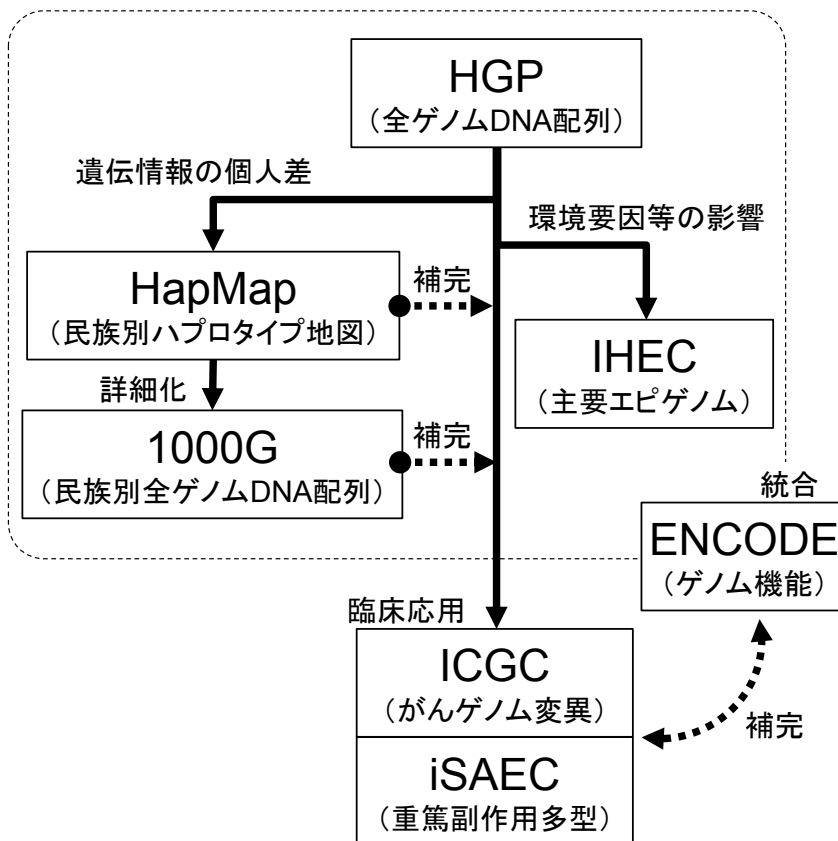 HGP
（全ゲノムDNA配列）
遺伝情報の個人差
環境要因等の影響
HapMap
（民族別ハプロタイプ地図）
補完
IHEC
（主要エピゲノム）
詳細化
1000G
（民族別全ゲノムDNA配列）
補完
統合
ENCODE
（ゲノム機能）
臨床応用
ICGC
（がんゲノム変異）
補完
iSAEC
（重篤副作用多型）